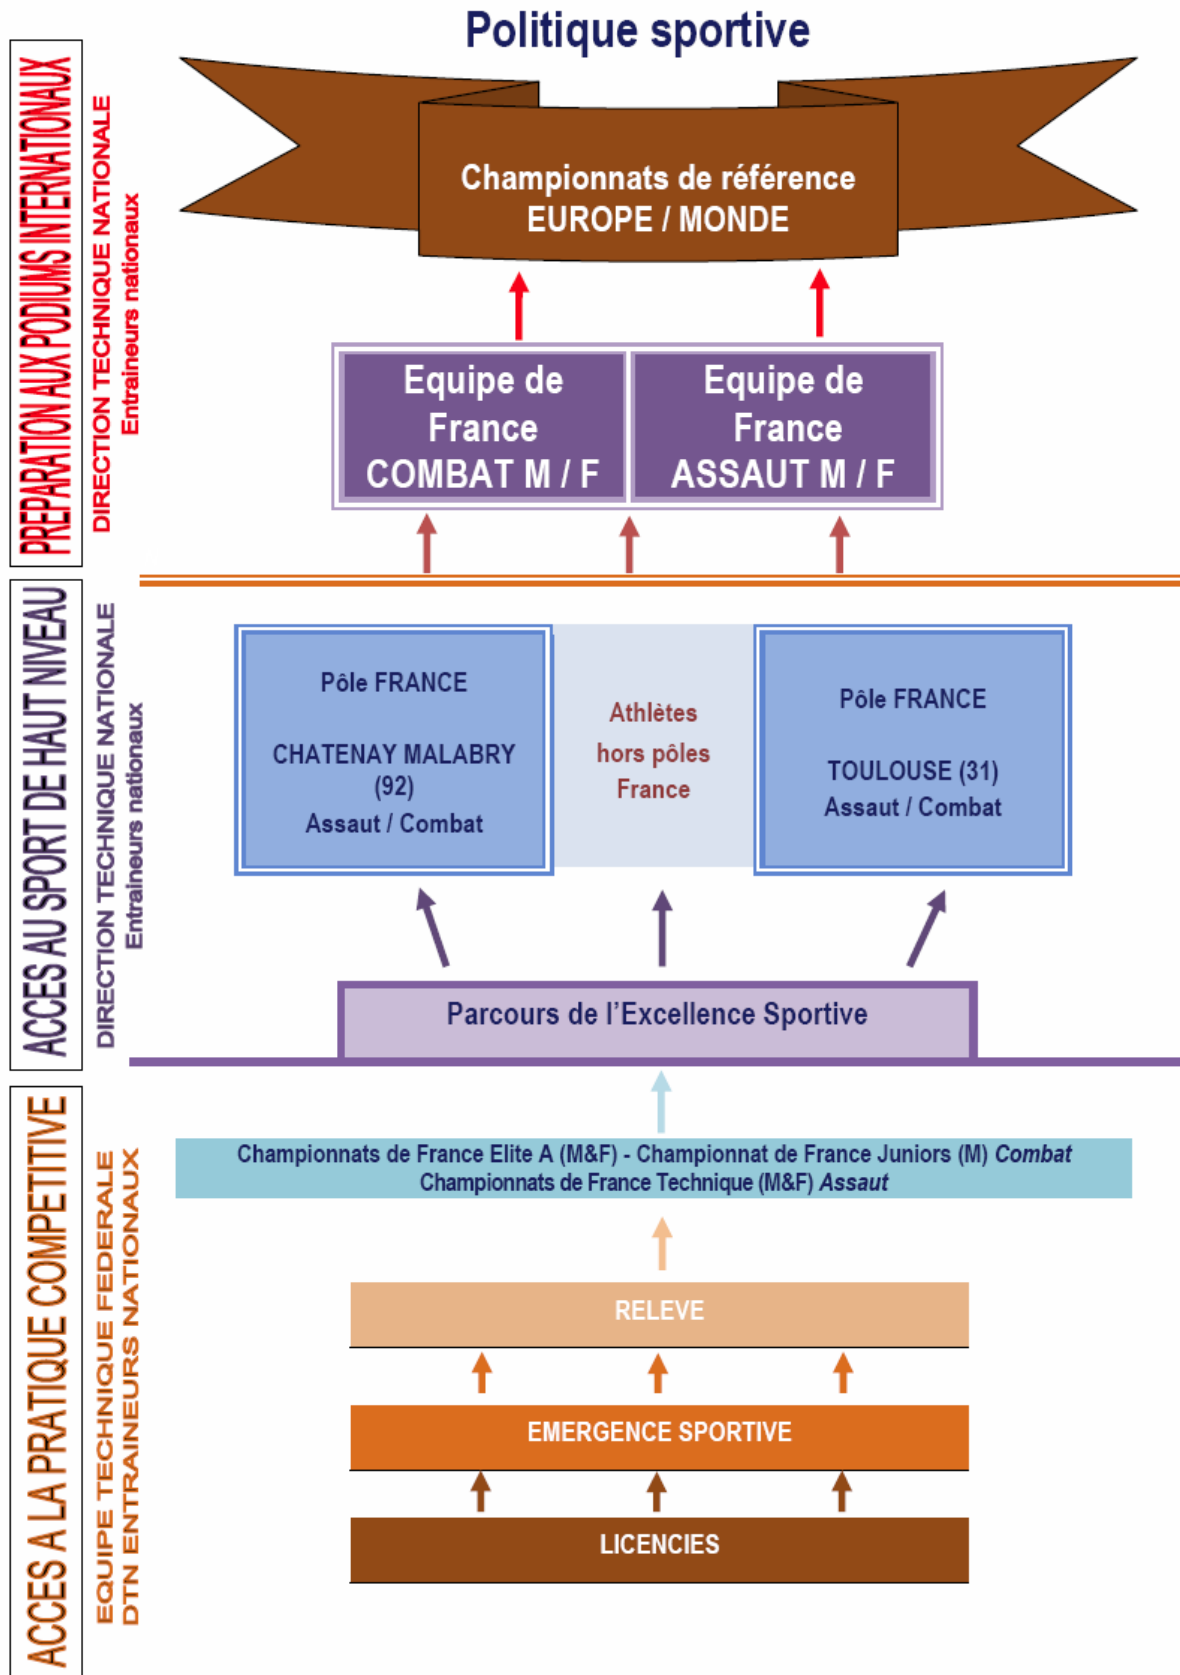 Politique sportive
PREPARATION AUX PODIUMS INTERNATIONAUX
DIRECTION TECHNIQUE NATIONALE
Entraineurs nationaux
Championnats de référence
EUROPE / MONDE
Equipe de
France
COMBAT M / F
Equipe de
France
ASSAUT M / F
ACCES AU SPORT DE HAUT NIVEAU
DIRECTION TECHNIQUE NATIONALE
Entraineurs nationaux
Pôle FRANCE
CHATENAY MALABRY
(92)
Assaut / Combat
Athlètes
hors pôles
France
Pôle FRANCE
TOULOUSE (31)
Assaut / Combat
Parcours de l'Excellence Sportive
ACCES A LA PRATIQUE COMPETITIVE
EQUIPE TECHNIQUE FEDERALE
DTN ENTRAINEURS NATIONAUX
Championnats de France Elite A (M&F) - Championnat de France Juniors (M) Combat
Championnats de France Technique (M&F) Assaut
RELEVE
EMERGENCE SPORTIVE
LICENCIES